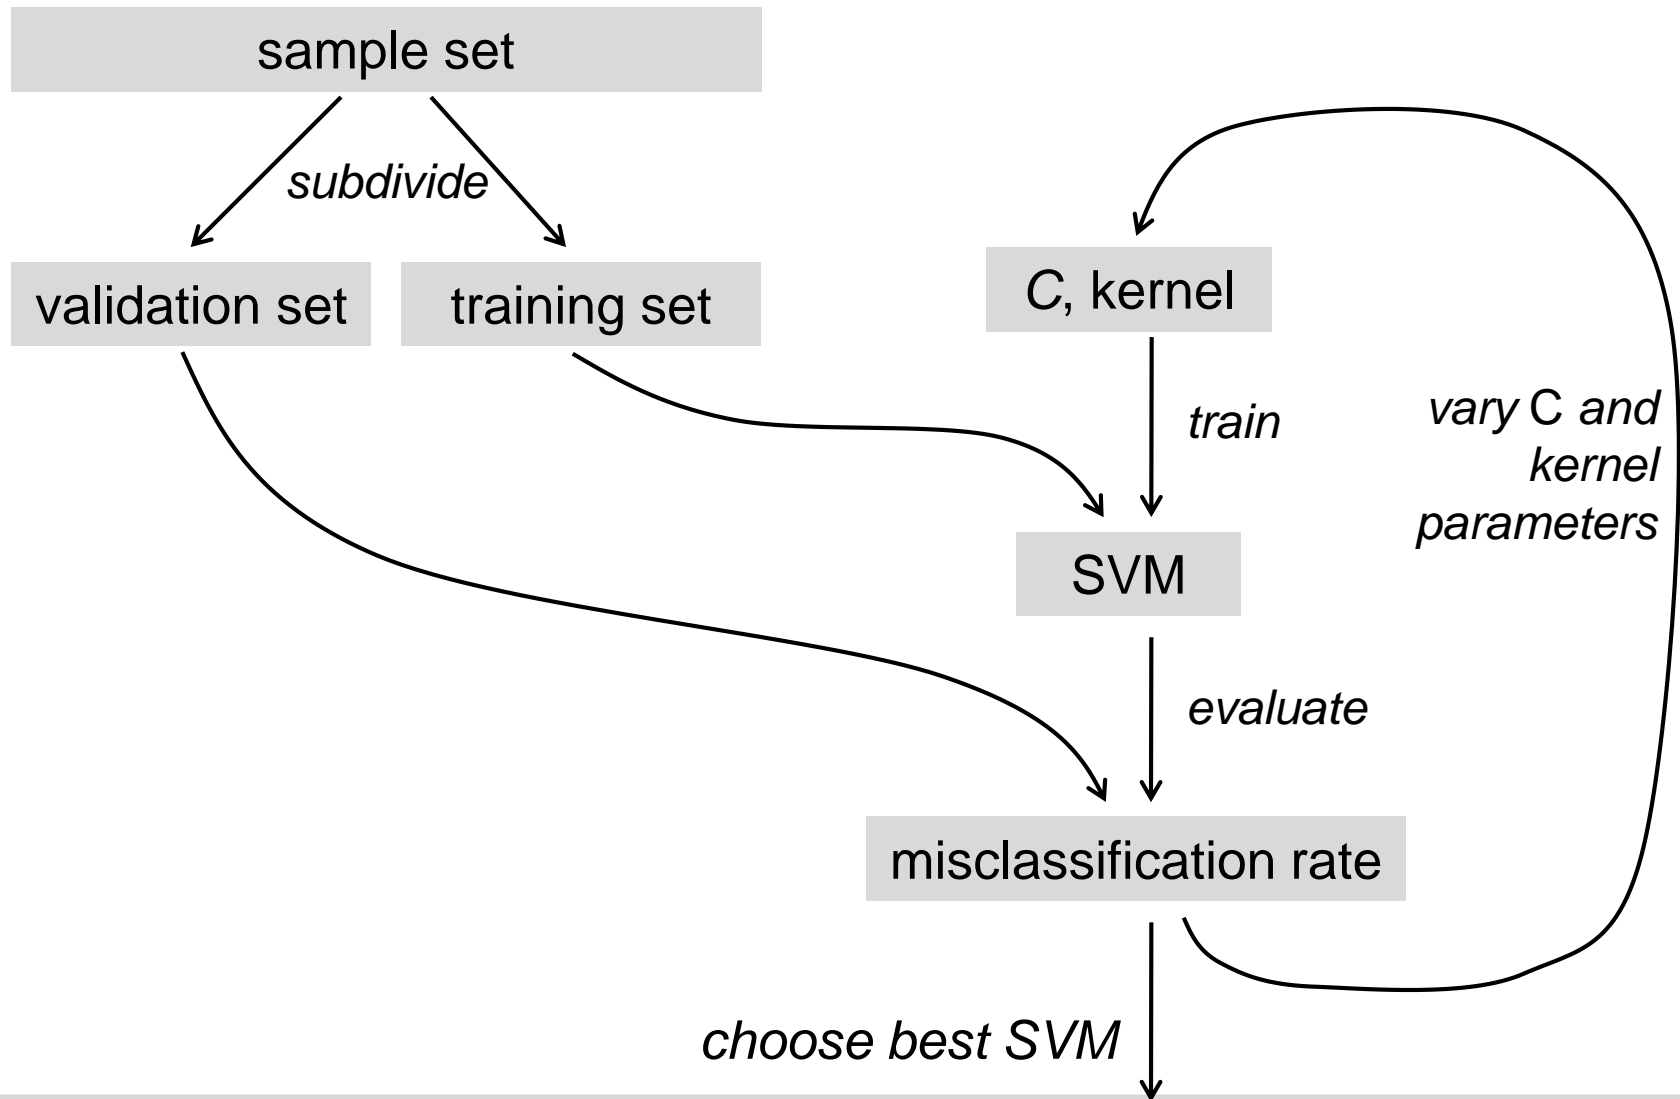 sample set
subdivide
validation set
training set
C, kernel
train
vary C and
kernel
parameters
SVM
evaluate
misclassification rate
choose best SVM